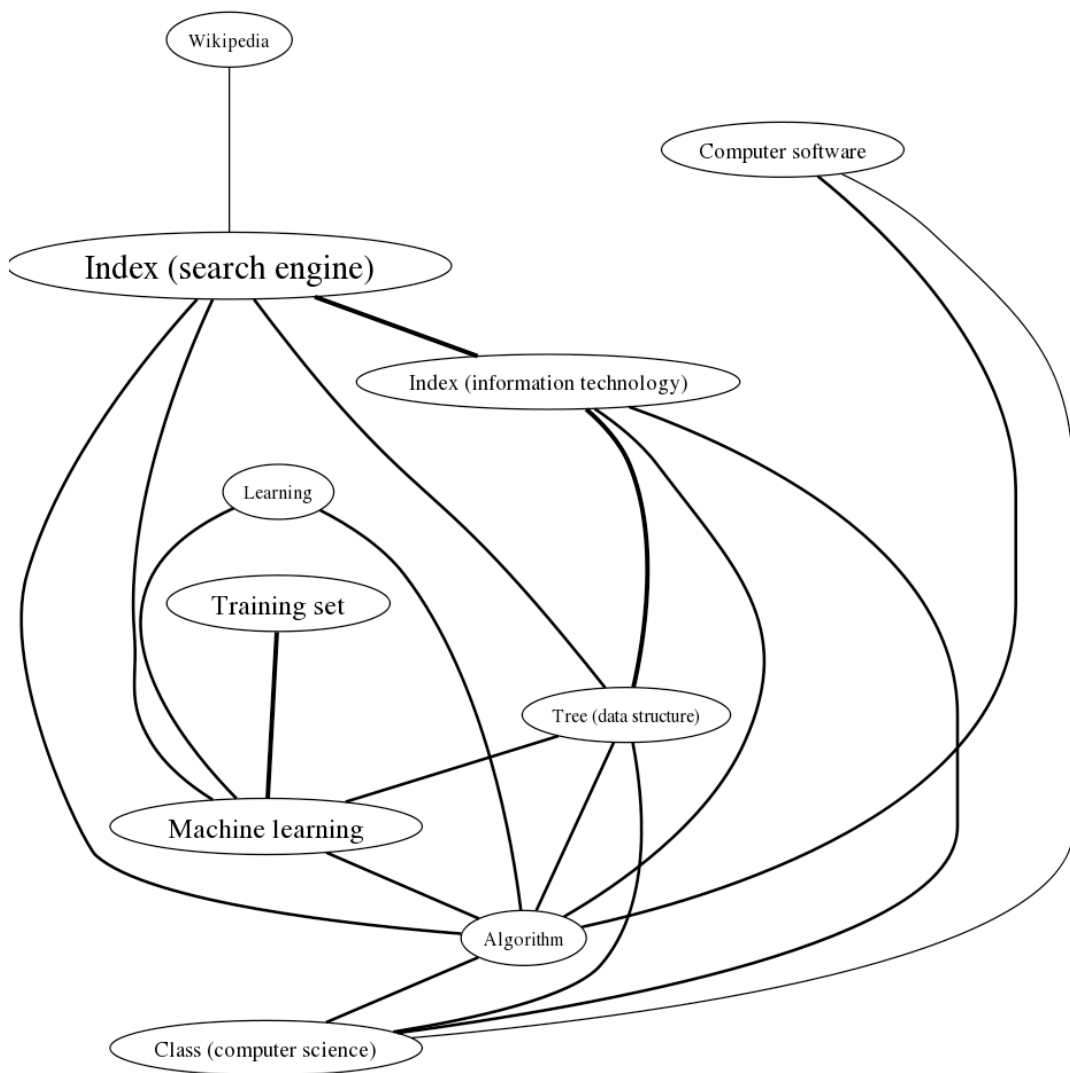 Wikipedia
Computer software
Index (search engine)
Index (information technology)
Learning
Training set
Tree (data structure)
Machine learning
Algorithm
Class (computer science)